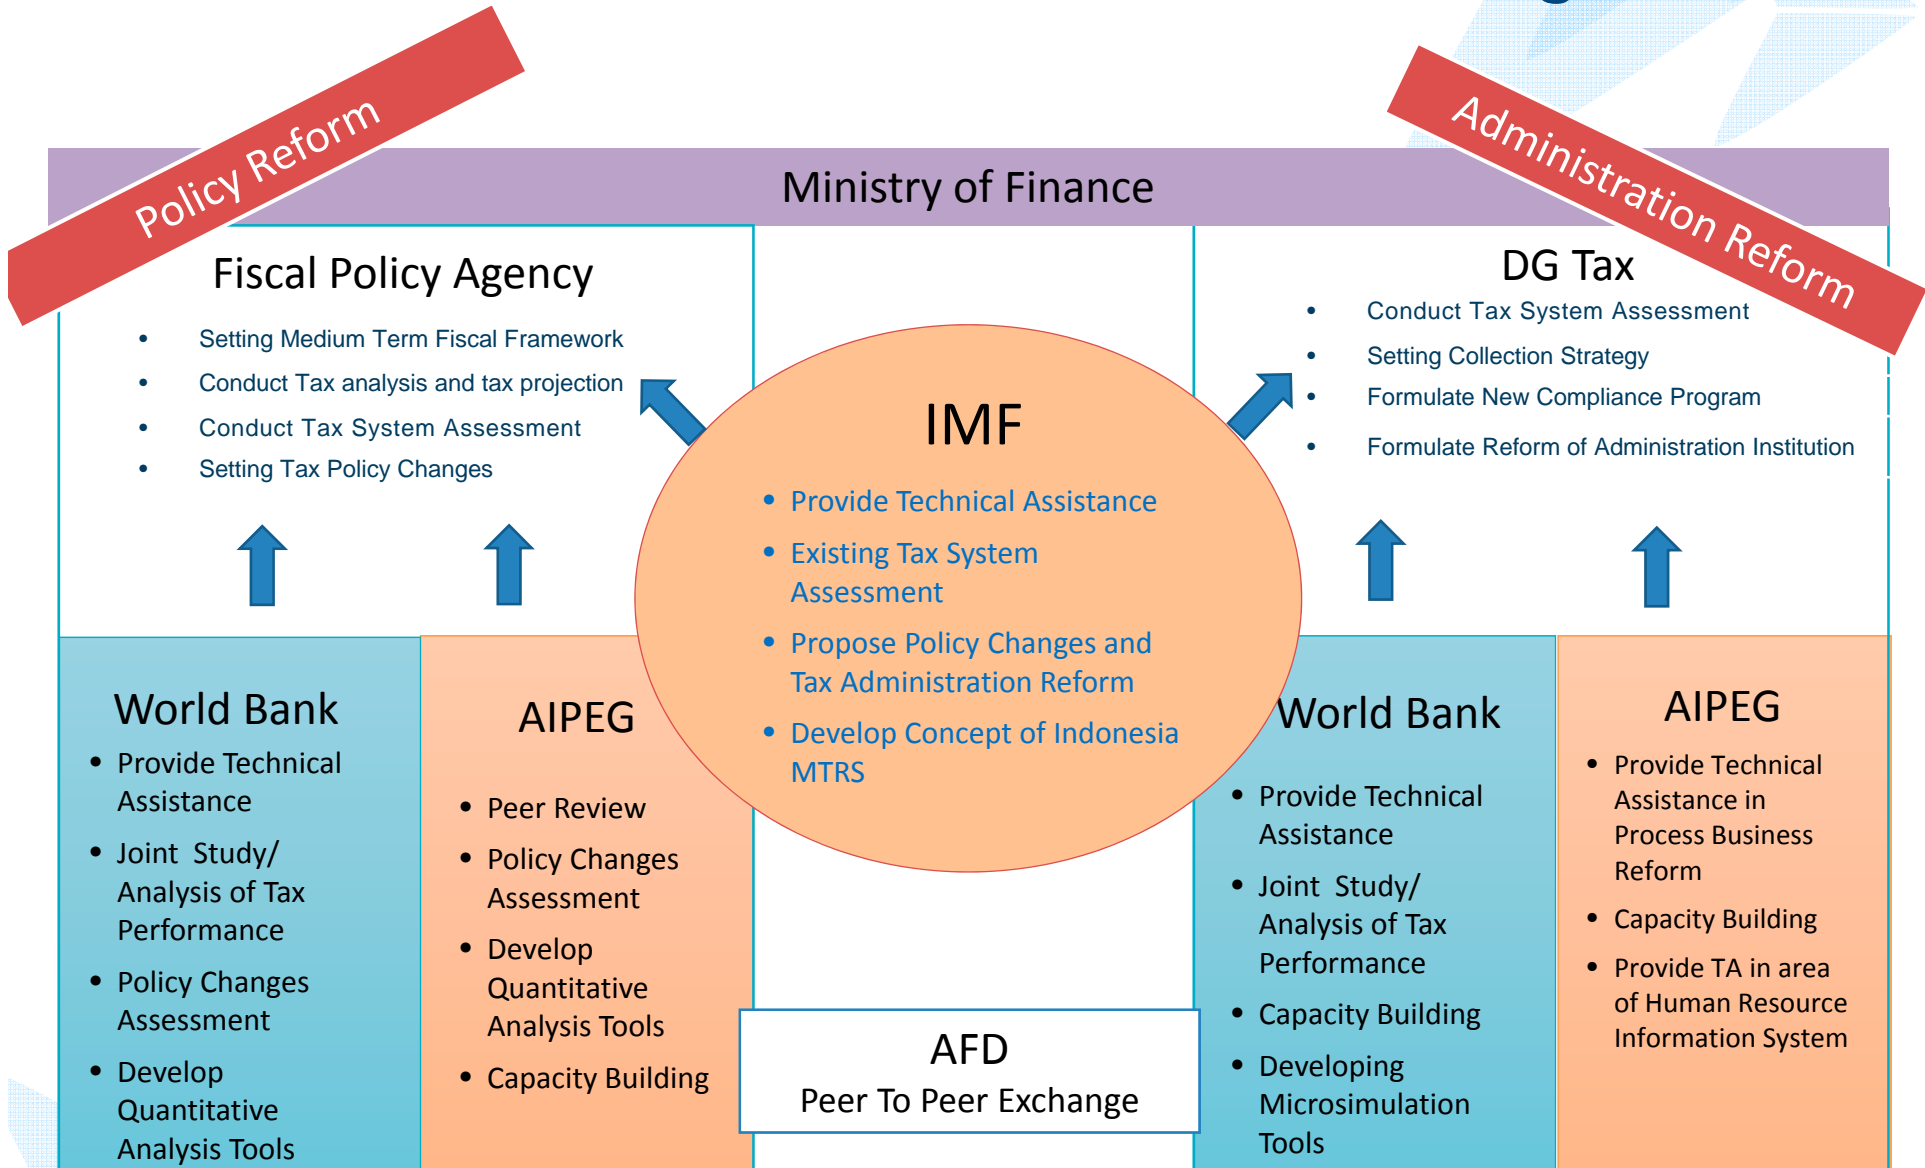 Policy Reform
Administration Reform
Ministry of Finance
Fiscal Policy Agency
• Setting Medium Term Fiscal Framework
• Conduct Tax analysis and tax projection
• Conduct Tax System Assessment
• Setting Tax Policy Changes
DG Tax
• Conduct Tax System Assessment
• Setting Collection Strategy
• Formulate New Compliance Program
• Formulate Reform of Administration Institution
IMF
• Provide Technical Assistance
• Existing Tax System
Assessment
• Propose Policy Changes and
Tax Administration Reform
• Develop Concept of Indonesia
MTRS
World Bank
• Provide Technical
Assistance
• Joint Study/
Analysis of Tax
Performance
• Policy Changes
Assessment
• Develop
Quantitative
Analysis Tools
AIPEG
• Peer Review
• Policy Changes
Assessment
• Develop
Quantitative
Analysis Tools
• Capacity Building
AFD
Peer To Peer Exchange
World Bank
• Provide Technical
Assistance
• Joint Study/
Analysis of Tax
Performance
• Capacity Building
• Developing
Microsimulation
Tools
AIPEG
• Provide Technical
Assistance in
Process Business
Reform
• Capacity Building
• Provide TA in area
of Human Resource
Information System